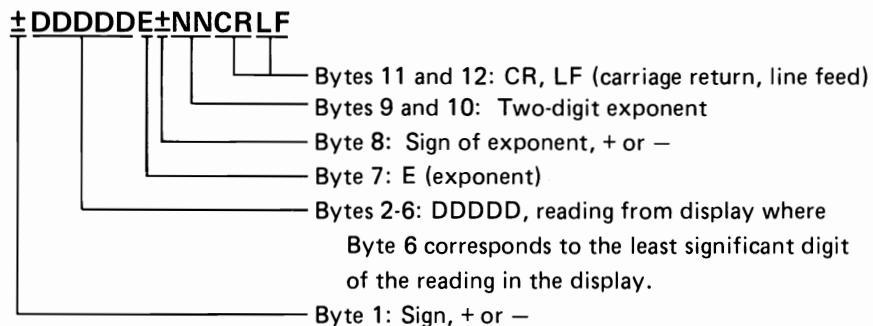 ±DDDDDE±NNCRLF
Bytes 11 and 12: CR, LF (carriage return, line feed)
Bytes 9 and 10: Two-digit exponent
Byte 8: Sign of exponent, + or —
Byte 7: E (exponent)
Bytes 2-6: DDDDD, reading from display where
Byte 6 corresponds to the least significant digit
of the reading in the display.
Byte 1: Sign, + or —